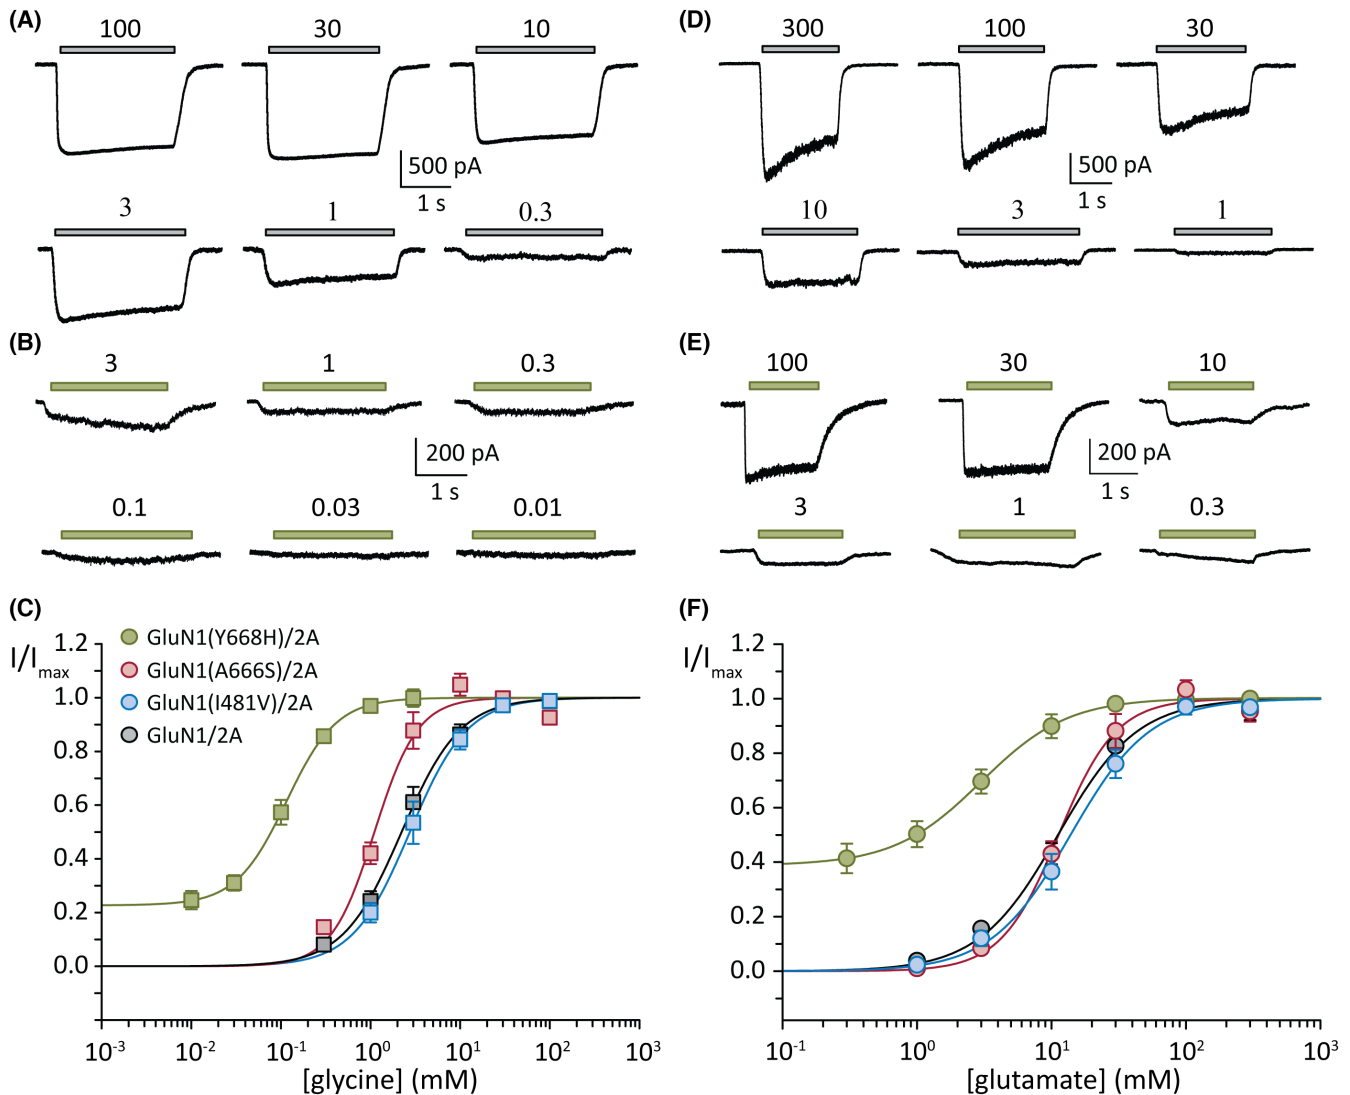 (A)
100
30
10
500 pA
1 s
3
1
0.3
(B)
3
1
0.3
200 pA
1 s
0.1
0.03
0.01
(C)
I/Imax
GluN1(Y668H)/2A
GluN1(A666S)/2A
GluN1(I481V)/2A
GluN1/2A
1.2
1.0
0.8
0.6
0.4
0.2
0.0
10-3
10-2
10-1
100
101
102
103
[glycine] (mM)
(D)
300
100
30
500 pA
1 s
10
3
1
(E)
100
30
10
200 pA
1 s
3
1
0.3
(F)
I/Imax
1.2
1.0
0.8
0.6
0.4
0.2
0.0
10-1
100
101
102
103
[glutamate] (mM)